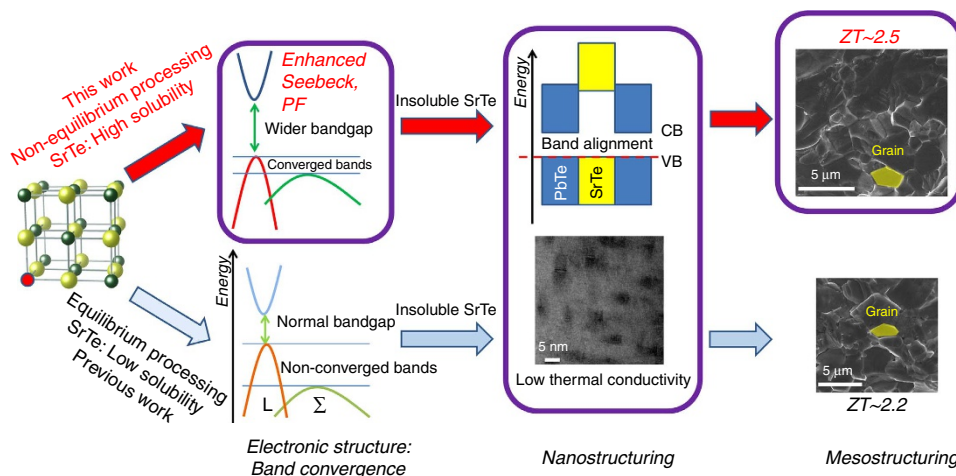 This work
Non-equilibrium processing
SrTe: High solubility
Enhanced
Seebeck,
PF
Wider bandgap
Converged bands
Insoluble SrTe
Energy
CB
Band alignment
VB
PbTe
SrTe
ZT~2.5
Grain
5 μm
Equilibrium processing
SrTe: Low solubility
Previous work
Energy
Normal bandgap
Non-converged bands
L
Σ
Insoluble SrTe
5 nm
Low thermal conductivity
Grain
5 μm
ZT~2.2
Electronic structure:
Band convergence
Nanostructuring
Mesostructuring